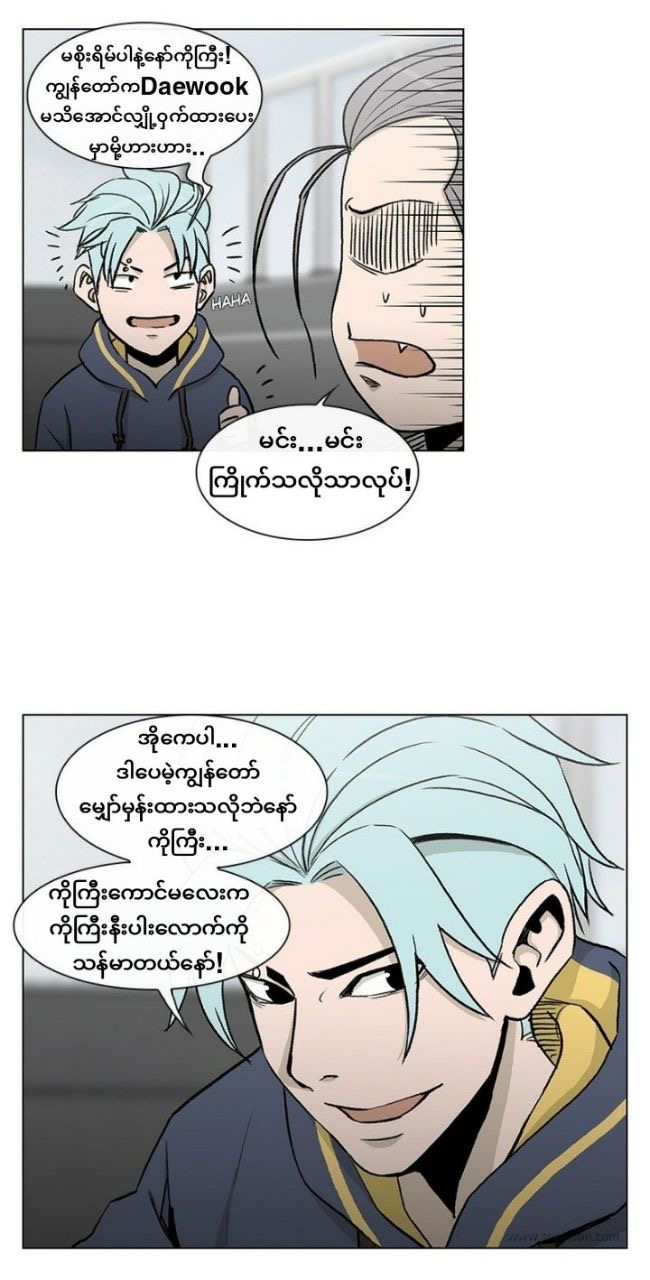 မစိုးရိမ်ပါနဲ့နော်ကိုကြီး!
ကျွန်တော်ကDaewook
မသိအောင်လျှို့ဝှက်ထားပေး
မှာမို့ဟားဟား..
HAHA
မင်း...မင်း
ကြိုက်သလိုသာလုပ်!
အိုကေပါ...
ဒါပေမဲ့ကျွန်တော်
မျှော်မှန်းထားသလိုဘဲနော်
ကိုကြီး...
ကိုကြီးကောင်မလေးက
ကိုကြီးနီးပါးလောက်ကို
သန်မာတယ်နော်!